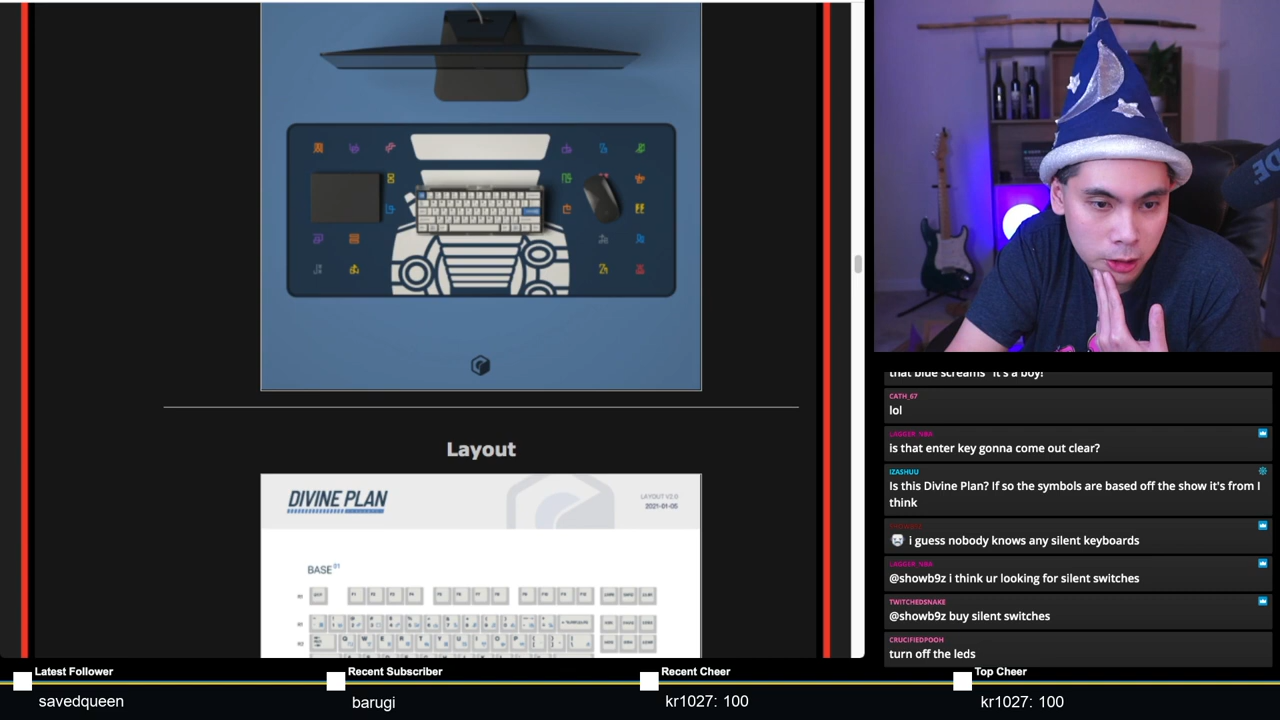 Layout
DIVINE PLAN
LAYOUT V2.0
2021-01-05
BASE 01
that blue screams "it's a boy!
CATH_67
lol
LAGGER_NBA
is that enter key gonna come out clear?
IZASHUU
Is this Divine Plan? If so the symbols are based off the show it's from I
think
i guess nobody knows any silent keyboards
LAGGER_NBA
@showb9z i think ur looking for silent switches
TWITCHEDSNAKE
@showb9z buy silent switches
CRUCIFIEDPOOH
turn off the leds
Latest Follower
savedqueen
Recent Subscriber
barugi
Recent Cheer
kr1027: 100
Top Cheer
kr1027: 100